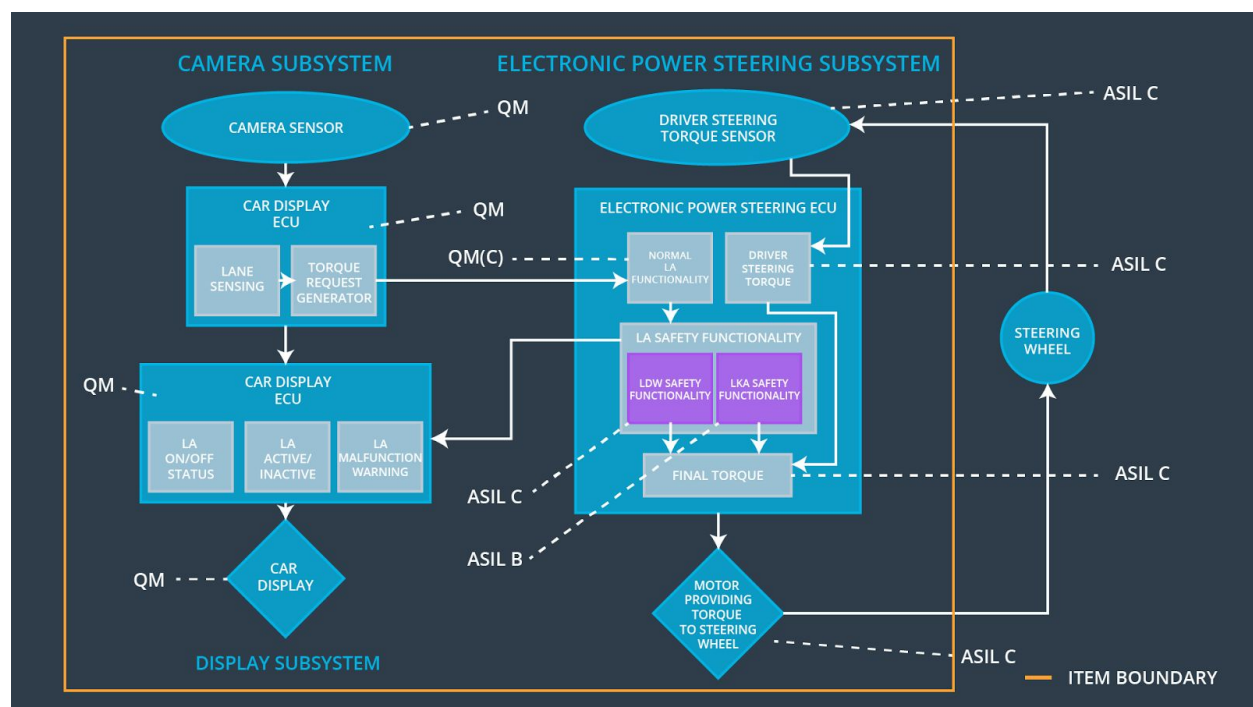 CAMERA SUBSYSTEM
ELECTRONIC POWER STEERING SUBSYSTEM
CAMERA SENSOR
QM
DRIVER STEERING
TORQUE SENSOR
ASIL C
CAR DISPLAY
ECU
QM
LANE
SENSING
TORQUE
REQUEST
GENERATOR
ELECTRONIC POWER STEERING ECU
QM(C)
NORMAL
LA
FUNCTIONALITY
DRIVER
STEERING
TORQUE
ASIL C
STEERING
WHEEL
LA SAFETY FUNCTIONALITY
LDW SAFETY
FUNCTIONALITY
LKA SAFETY
FUNCTIONALITY
QM
CAR DISPLAY
ECU
LA
ON/OFF
STATUS
LA
ACTIVE/
INACTIVE
LA
MALFUNCTION
WARNING
FINAL TORQUE
ASIL C
ASIL C
ASIL B
QM
CAR
DISPLAY
MOTOR
PROVIDING
TORQUE
TO STEERING
WHEEL
ASIL C
DISPLAY SUBSYSTEM
ITEM BOUNDARY